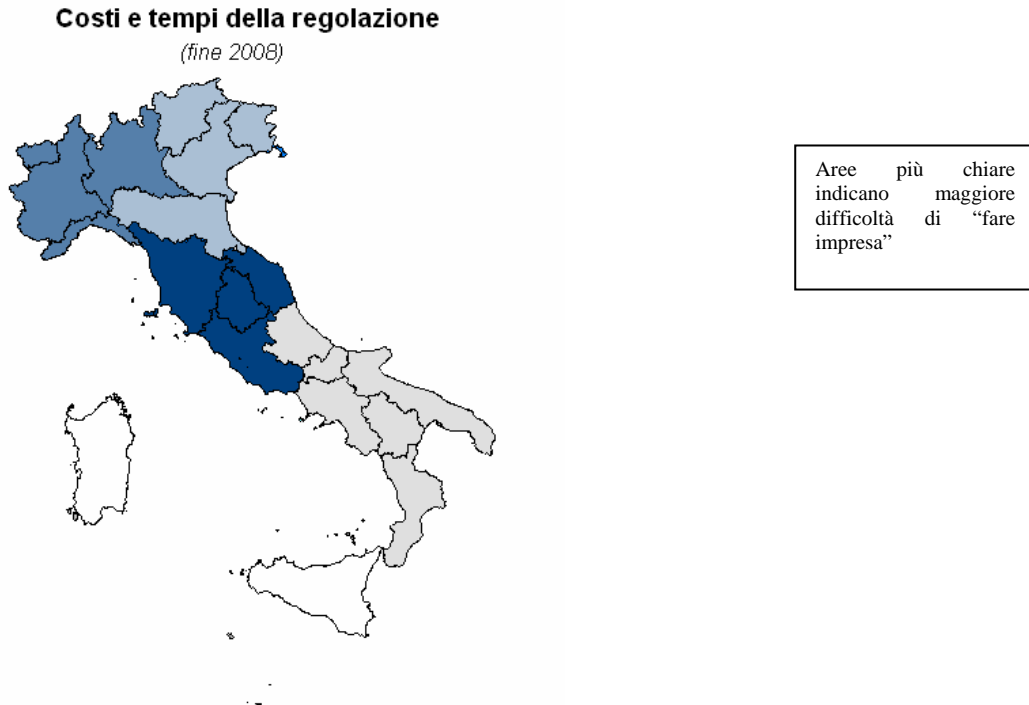 Costi e tempi della regolazione
(fine 2008)
Aree più chiare
indicano maggiore
difficoltà di “fare
impresa”